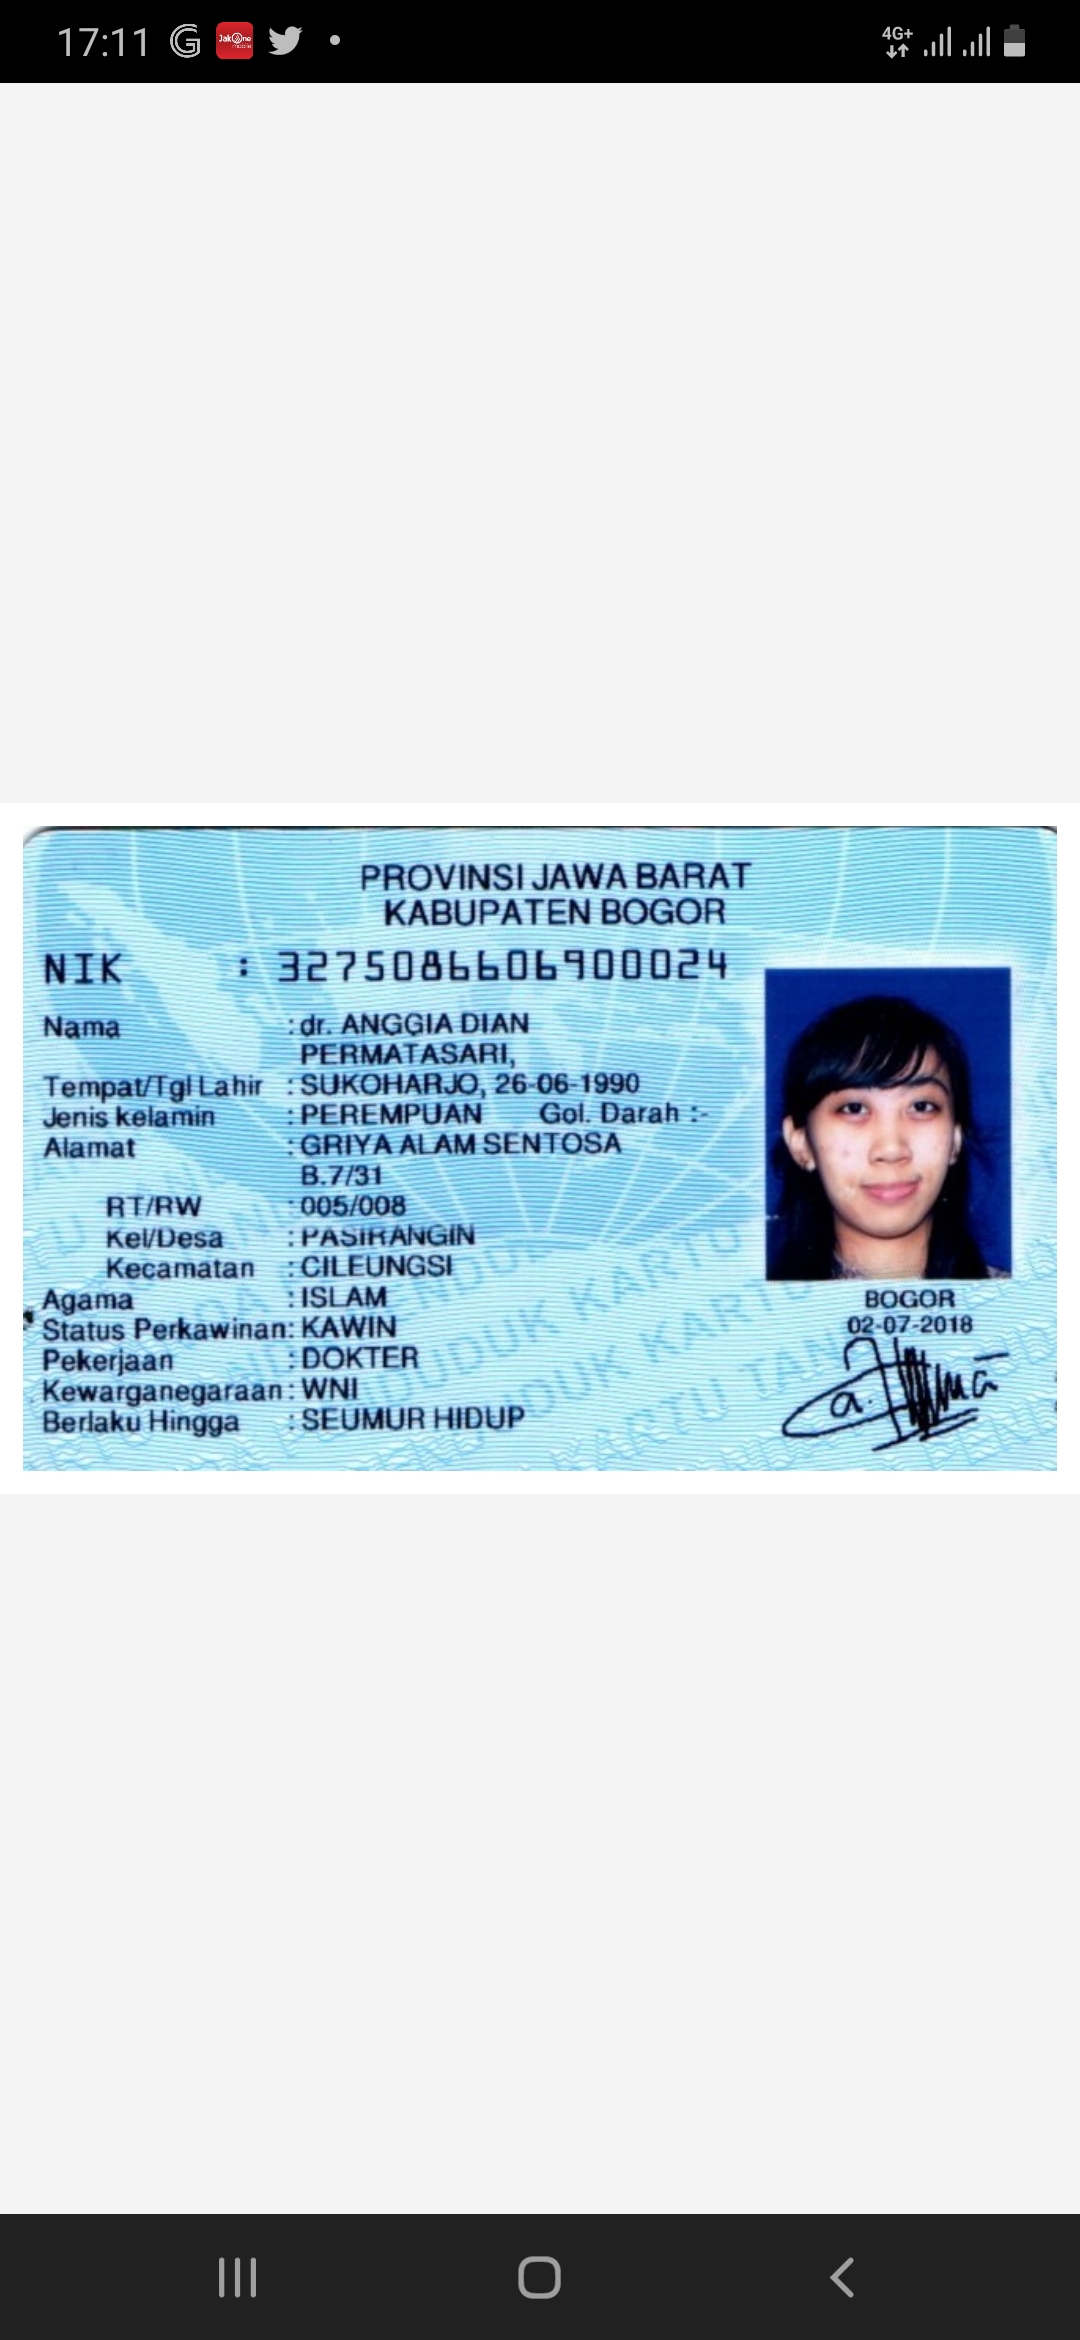 17:11
4G+
PROVINSI JAWA BARAT
KABUPATEN BOGOR
NIK : 3275086606900024
Nama : dr. ANGGIA DIAN
PERMATASARI,
Tempat/Tgl Lahir : SUKOHARJO, 26-06-1990
Jenis kelamin : PEREMPUAN Gol. Darah :-
Alamat : GRIYA ALAM SENTOSA
B.7/31
RT/RW : 005/008
Kel/Desa : PASIRANGIN
Kecamatan : CILEUNGSI
Agama : ISLAM
Status Perkawinan: KAWIN
Pekerjaan : DOKTER
Kewarganegaraan: WNI
Berlaku Hingga : SEUMUR HIDUP
BOGOR
02-07-2018